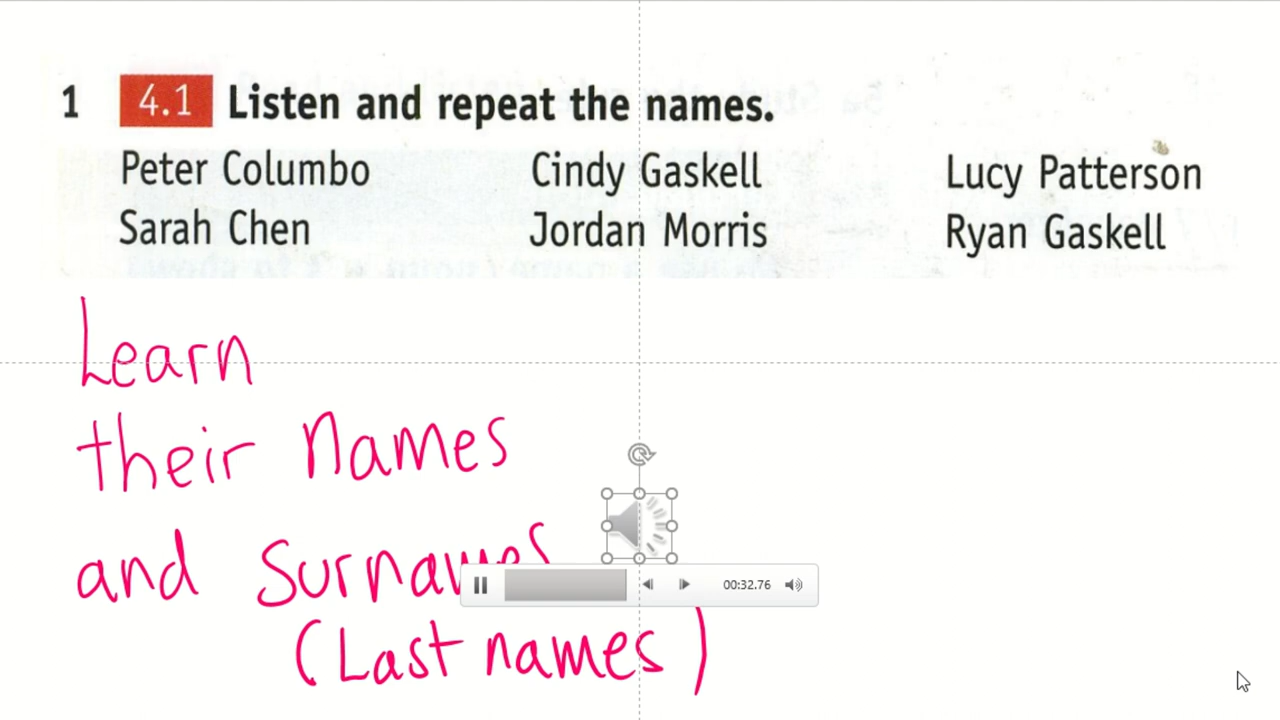 1 4.1 Listen and repeat the names.
Peter Columbo Cindy Gaskell Lucy Patterson
Sarah Chen Jordan Morris Ryan Gaskell
Learn
their names
and Surnames
(Last names)
00:32.76